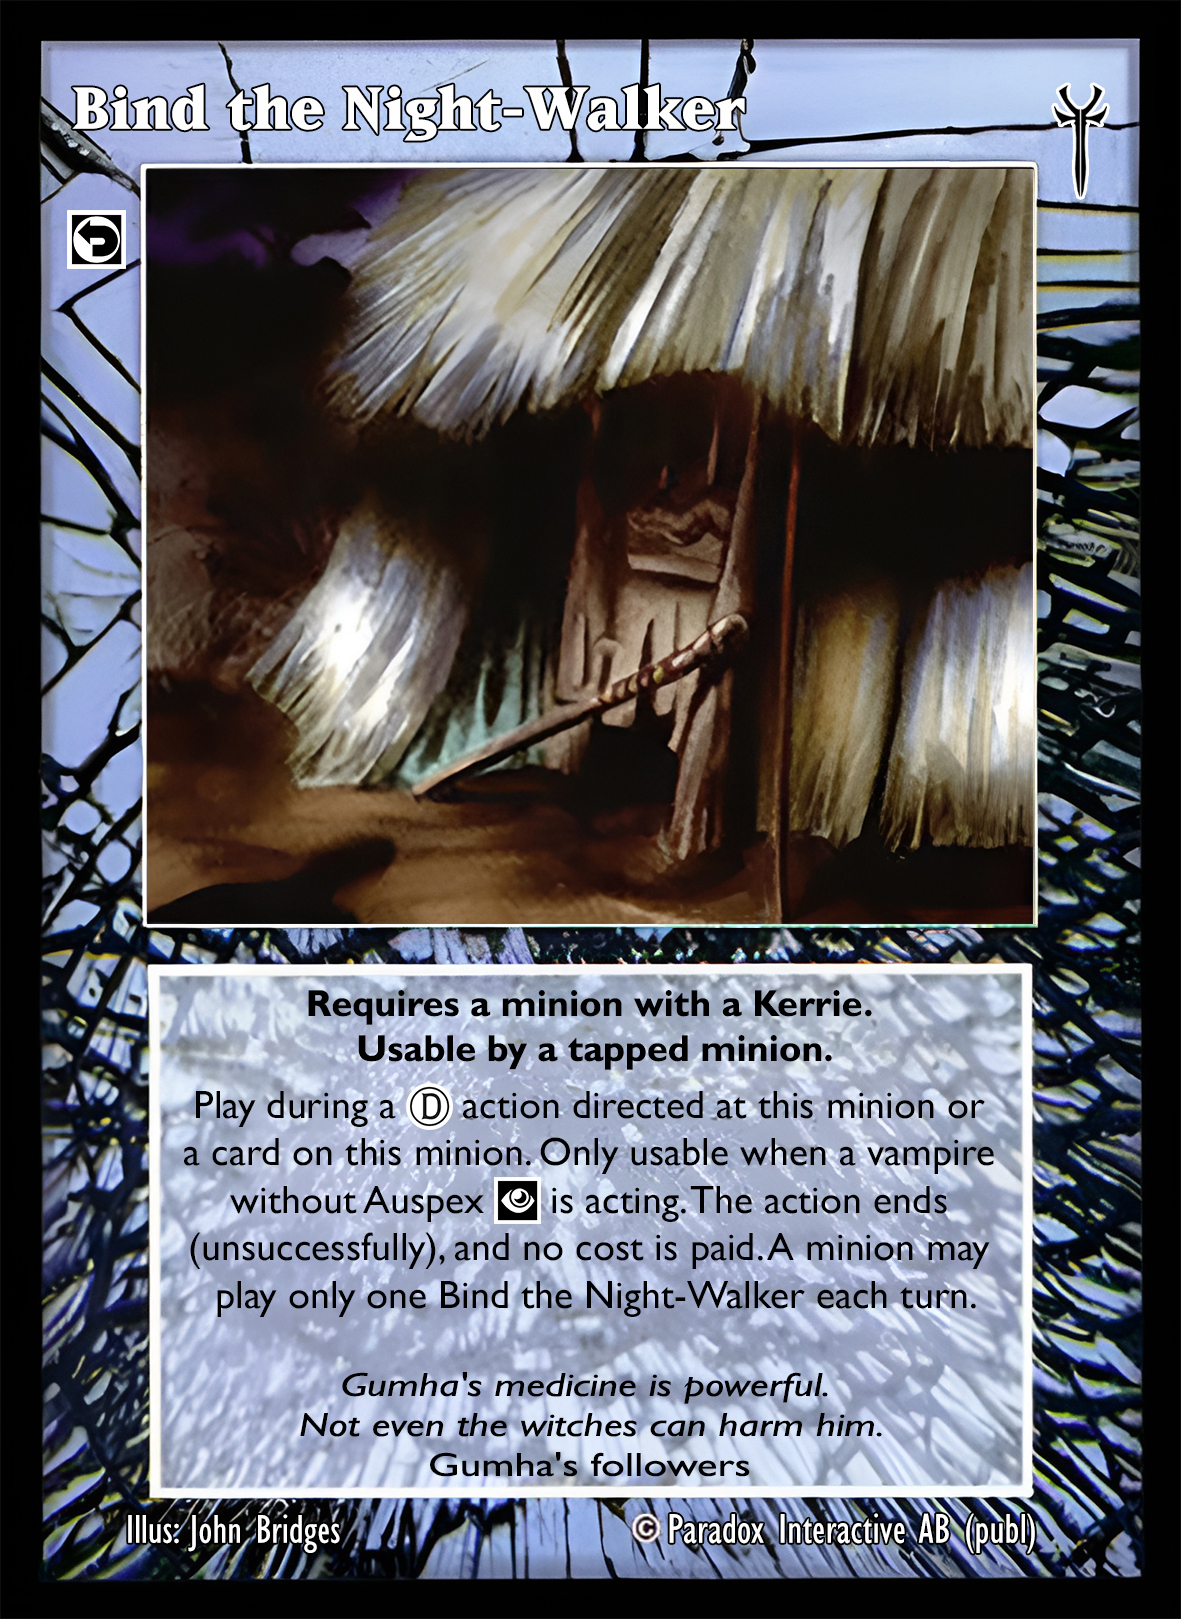 Bind the Night-Walker
Requires a minion with a Kerrie.
Usable by a tapped minion.
Play during a Ⓓ action directed at this minion or
a card on this minion. Only usable when a vampire
without Auspex is acting. The action ends
(unsuccessfully), and no cost is paid. A minion may
play only one Bind the Night-Walker each turn.
Gumha's medicine is powerful.
Not even the witches can harm him.
Gumha's followers
Illus: John Bridges
© Paradox Interactive AB (publ)